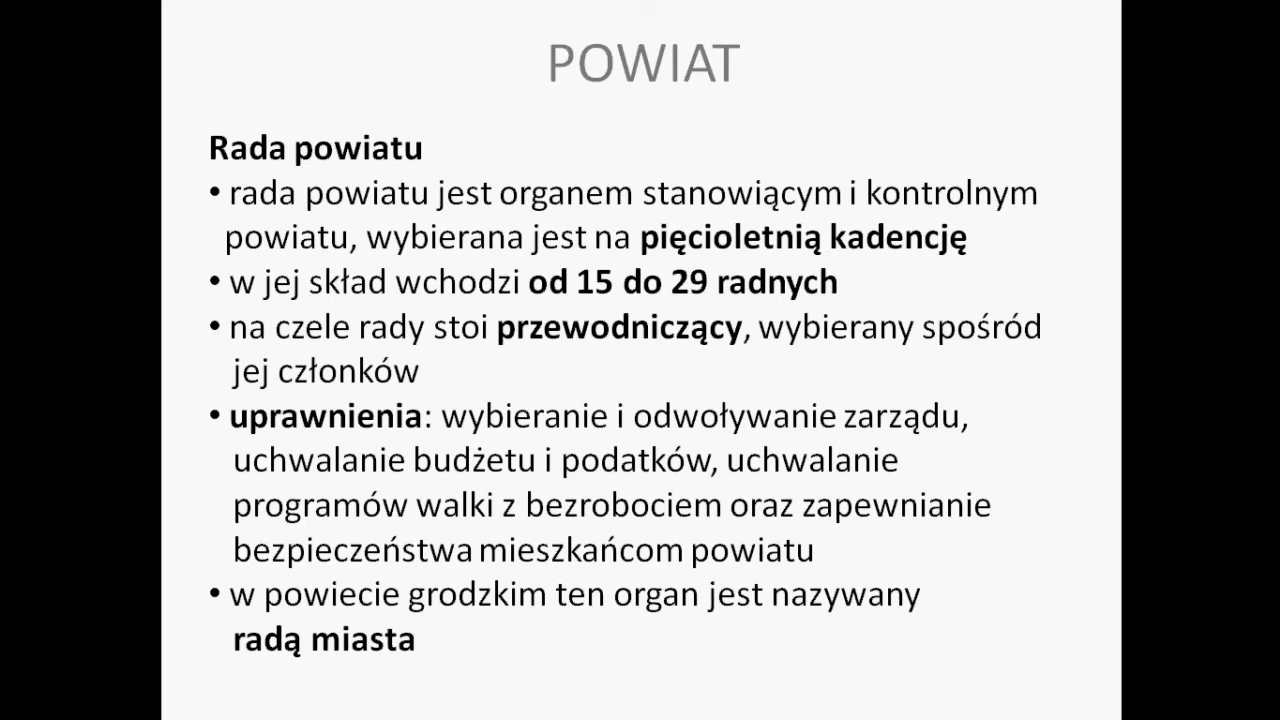 POWIAT
Rada powiatu
• rada powiatu jest organem stanowiącym i kontrolnym
powiatu, wybierana jest na pięcioletnią kadencję
• w jej skład wchodzi od 15 do 29 radnych
• na czele rady stoi przewodniczący, wybierany spośród
jej członków
• uprawnienia: wybieranie i odwoływanie zarządu,
uchwalanie budżetu i podatków, uchwalanie
programów walki z bezrobociem oraz zapewnianie
bezpieczeństwa mieszkańcom powiatu
• w powiecie grodzkim ten organ jest nazywany
radą miasta